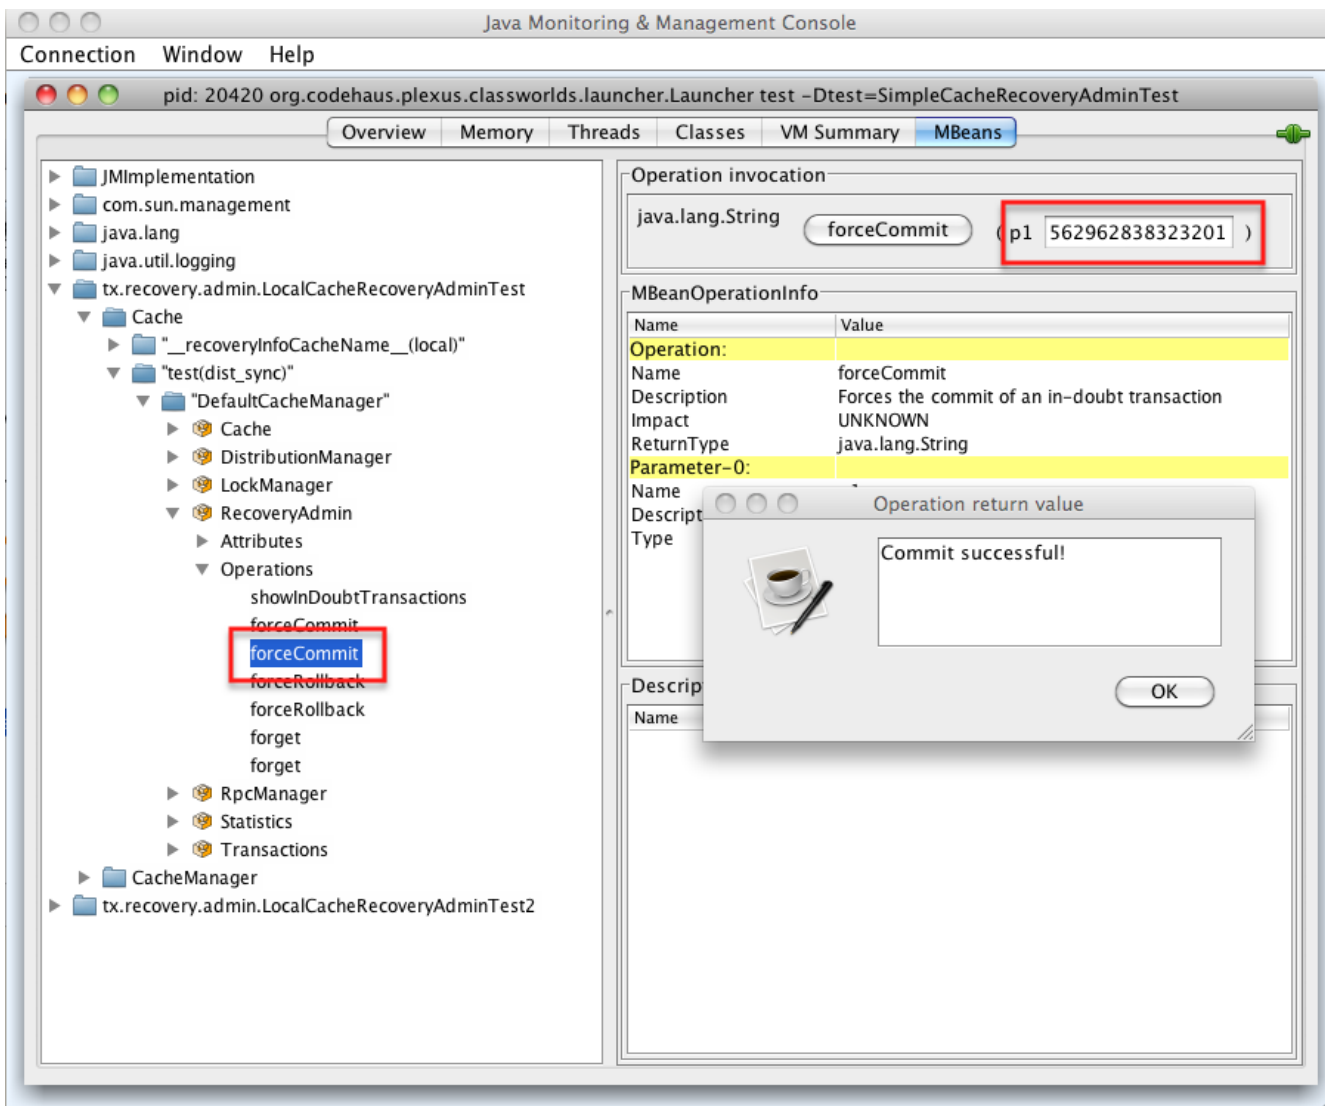 Java Monitoring & Management Console
Connection Window Help
pid: 20420 org.codehaus.plexus.classworlds.launcher.Launcher test -Dtest=SimpleCacheRecoveryAdminTest
Overview Memory Threads Classes VM Summary MBeans
JMImplementation
com.sun.management
java.lang
java.util.logging
tx.recovery.admin.LocalCacheRecoveryAdminTest
Cache
"__recoveryInfoCacheName__(local)"
"test(dist_sync)"
"DefaultCacheManager"
Cache
DistributionManager
LockManager
RecoveryAdmin
Attributes
Operations
showInDoubtTransactions
forceCommit
forceCommit
forceRollback
forceRollback
forget
forget
RpcManager
Statistics
Transactions
CacheManager
tx.recovery.admin.LocalCacheRecoveryAdminTest2
Operation invocation
java.lang.String forceCommit ( p1 562962838323201 )
MBeanOperationInfo
Name Value
Operation:
Name forceCommit
Description Forces the commit of an in-doubt transaction
Impact UNKNOWN
ReturnType java.lang.String
Parameter-0:
Name
Descript
Type
Operation return value
Commit successful!
OK
Descrip
Name